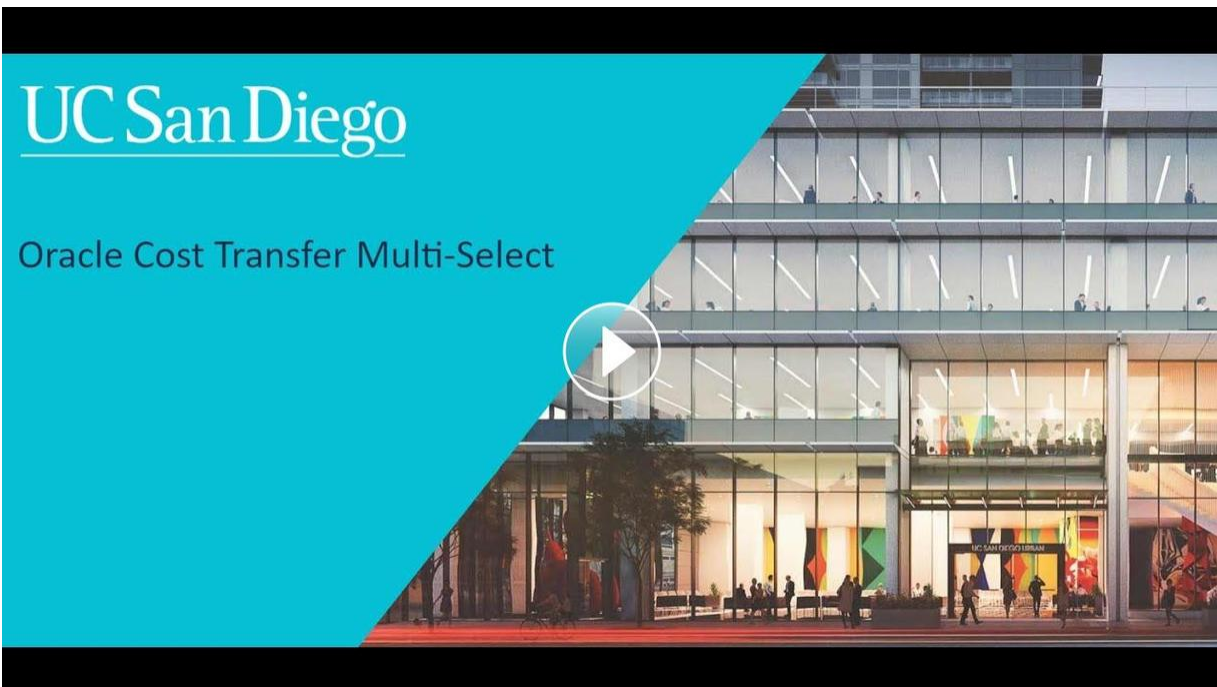 UC San Diego
Oracle Cost Transfer Multi-Select
UC SAN DIEGO URBAN